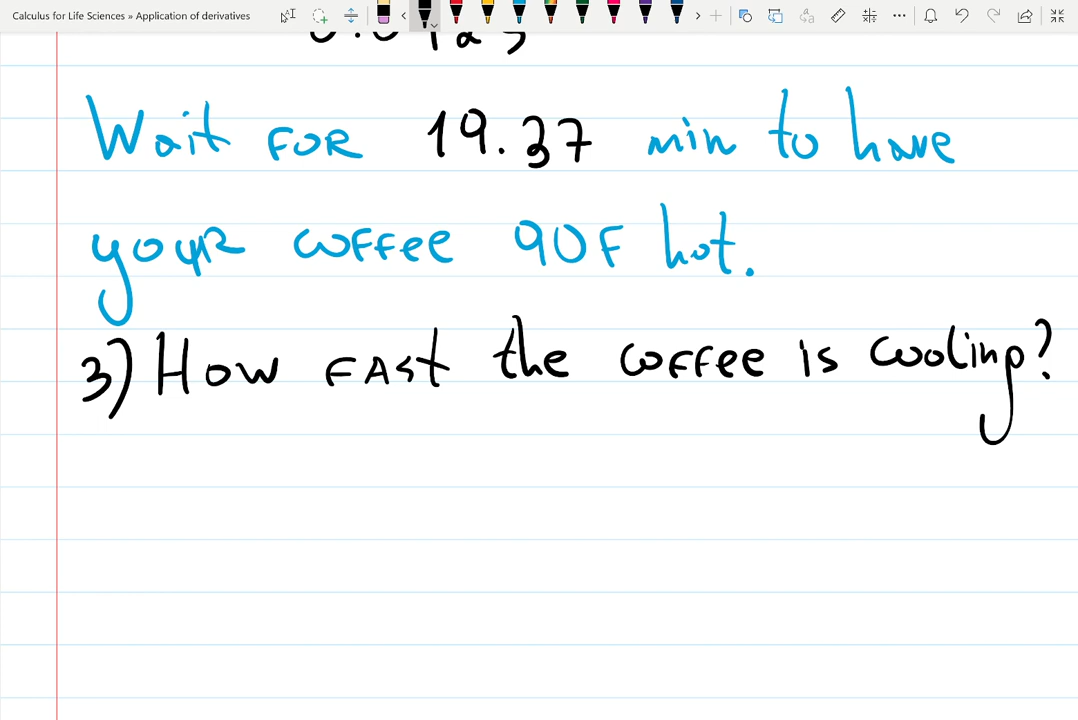 Calculus for Life Sciences » Application of derivatives
Wait FOR 19.37 min to have
your coffee 90F hot.
3) How FAst the coffee is cooling?